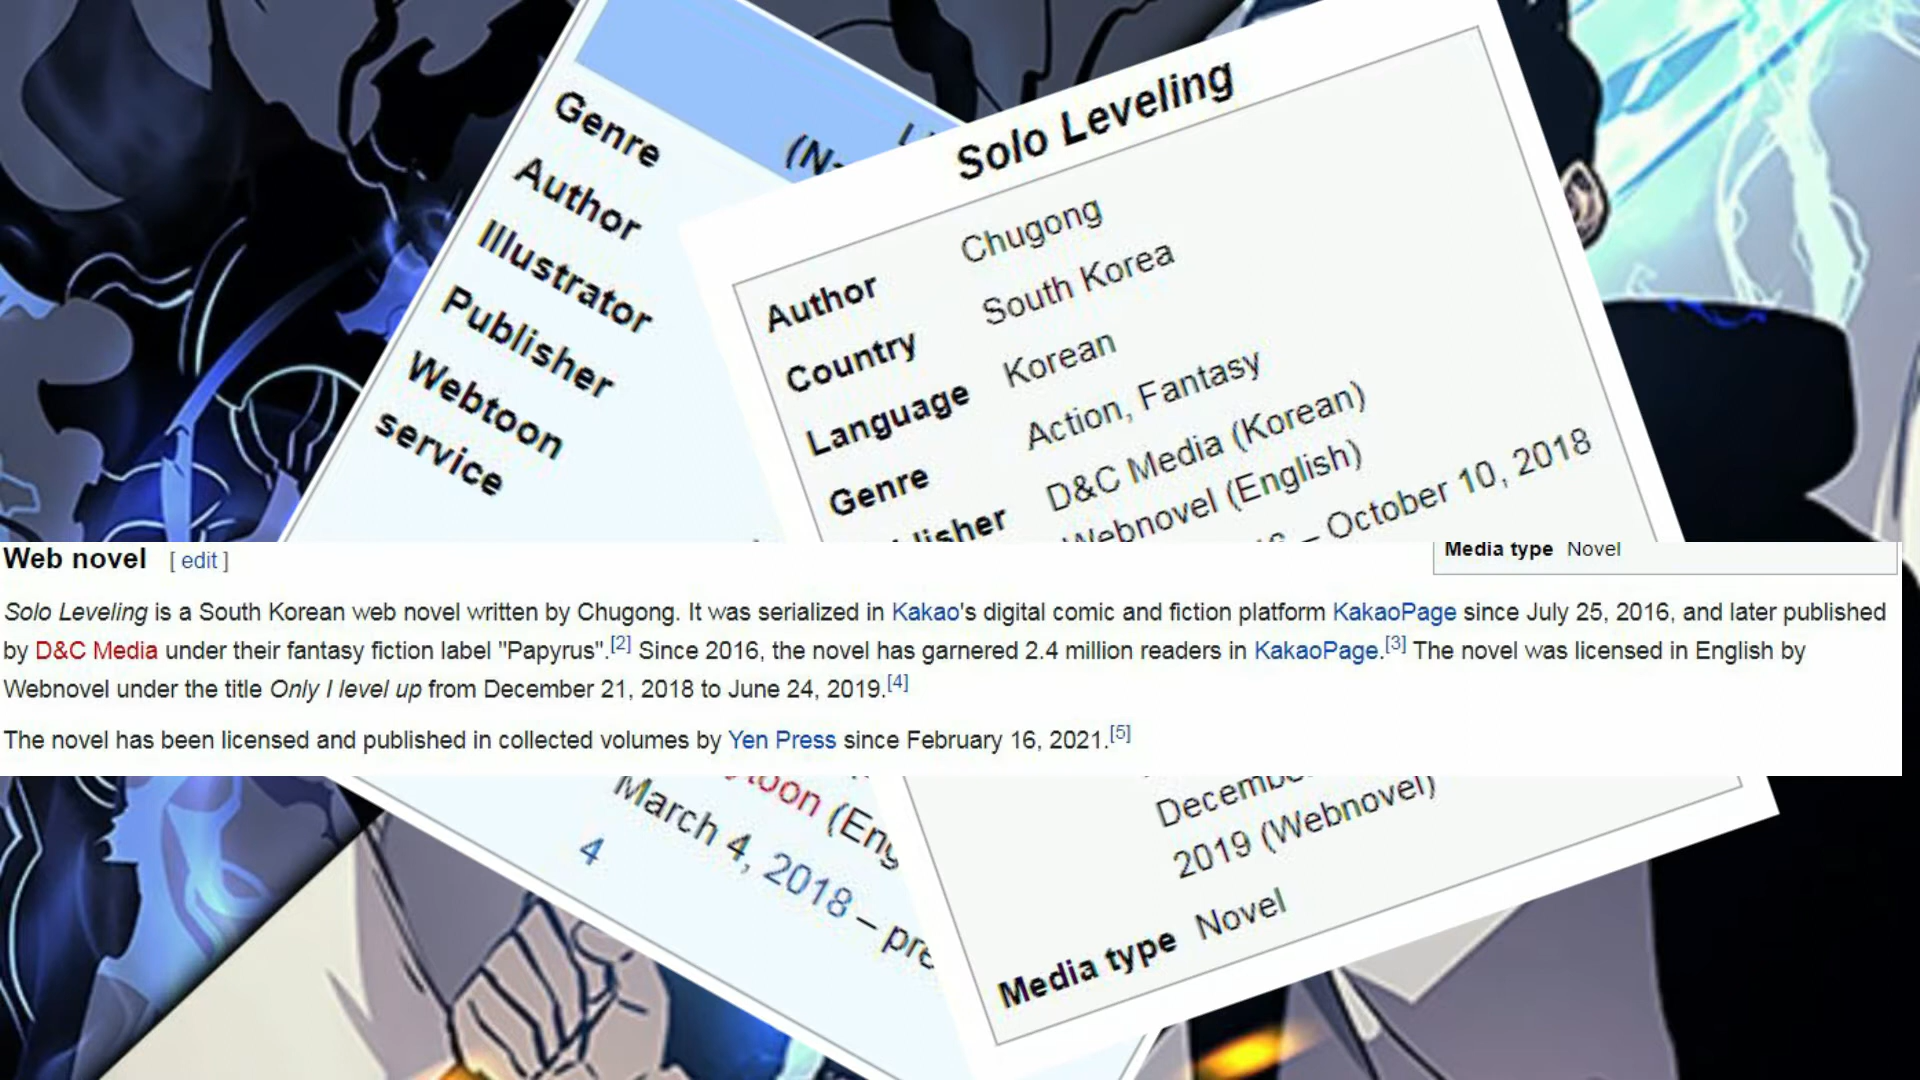 Genre
Author
Illustrator
Publisher
Webtoon
service
Solo Leveling
Author Chugong
Country South Korea
Language Korean
Genre Action, Fantasy
D&C Media (Korean)
Webnovel (English)
– October 10, 2018
Web novel [ edit ]
Media type Novel
Solo Leveling is a South Korean web novel written by Chugong. It was serialized in Kakao's digital comic and fiction platform KakaoPage since July 25, 2016, and later published
by D&C Media under their fantasy fiction label "Papyrus".[2] Since 2016, the novel has garnered 2.4 million readers in KakaoPage.[3] The novel was licensed in English by
Webnovel under the title Only I level up from December 21, 2018 to June 24, 2019.[4]
The novel has been licensed and published in collected volumes by Yen Press since February 16, 2021.[5]
March 4, 2018 –
4
2019 (Webnovel)
Media type Novel